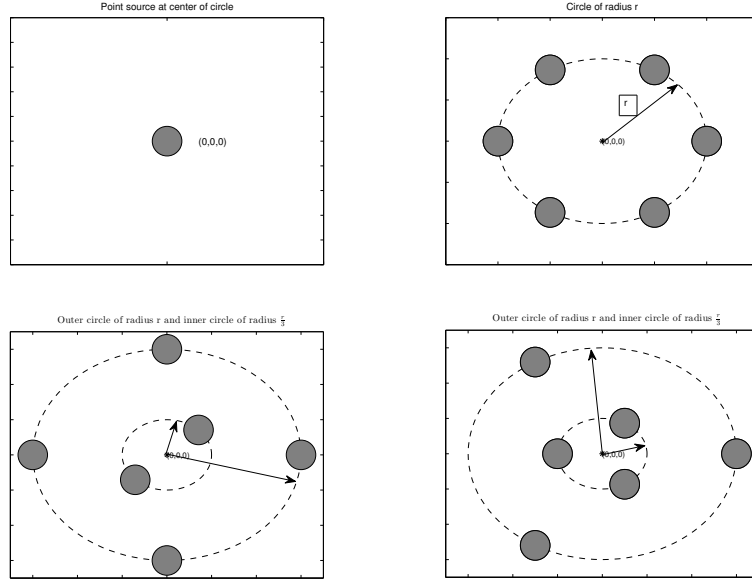 Point source at center of circle
(0,0,0)
Circle of radius r
r
(0,0,0)
Outer circle of radius r and inner circle of radius r/3
(0,0,0)
Outer circle of radius r and inner circle of radius r/3
(0,0,0)